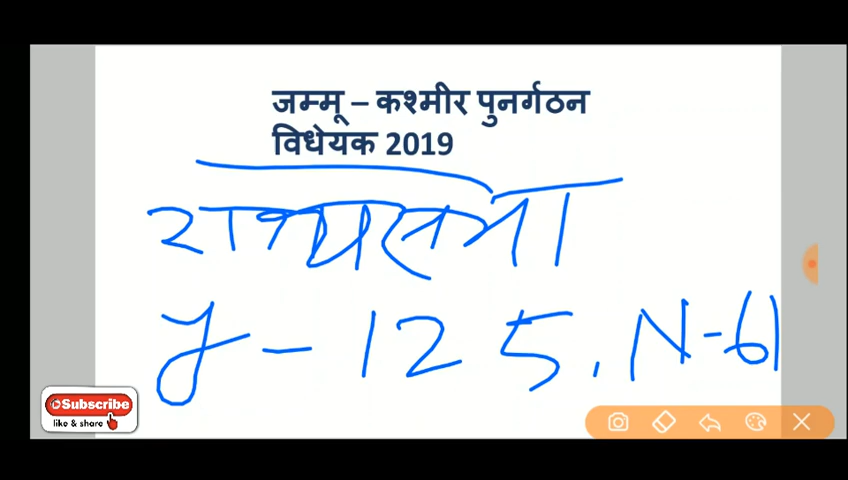 जम्मू – कश्मीर पुनर्गठन
विधेयक 2019
राज्यसभा
y - 125, N-61
Subscribe
like & share